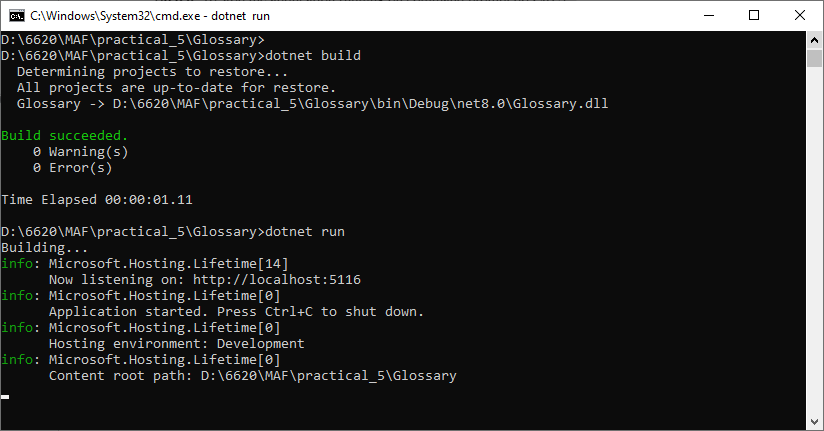 C:\Windows\System32\cmd.exe - dotnet run
D:\6620\MAF\practical_5\Glossary>
D:\6620\MAF\practical_5\Glossary>dotnet build
  Determining projects to restore...
  All projects are up-to-date for restore.
  Glossary -> D:\6620\MAF\practical_5\Glossary\bin\Debug\net8.0\Glossary.dll

Build succeeded.
    0 Warning(s)
    0 Error(s)

Time Elapsed 00:00:01.11

D:\6620\MAF\practical_5\Glossary>dotnet run
Building...
info: Microsoft.Hosting.Lifetime[14]
      Now listening on: http://localhost:5116
info: Microsoft.Hosting.Lifetime[0]
      Application started. Press Ctrl+C to shut down.
info: Microsoft.Hosting.Lifetime[0]
      Hosting environment: Development
info: Microsoft.Hosting.Lifetime[0]
      Content root path: D:\6620\MAF\practical_5\Glossary